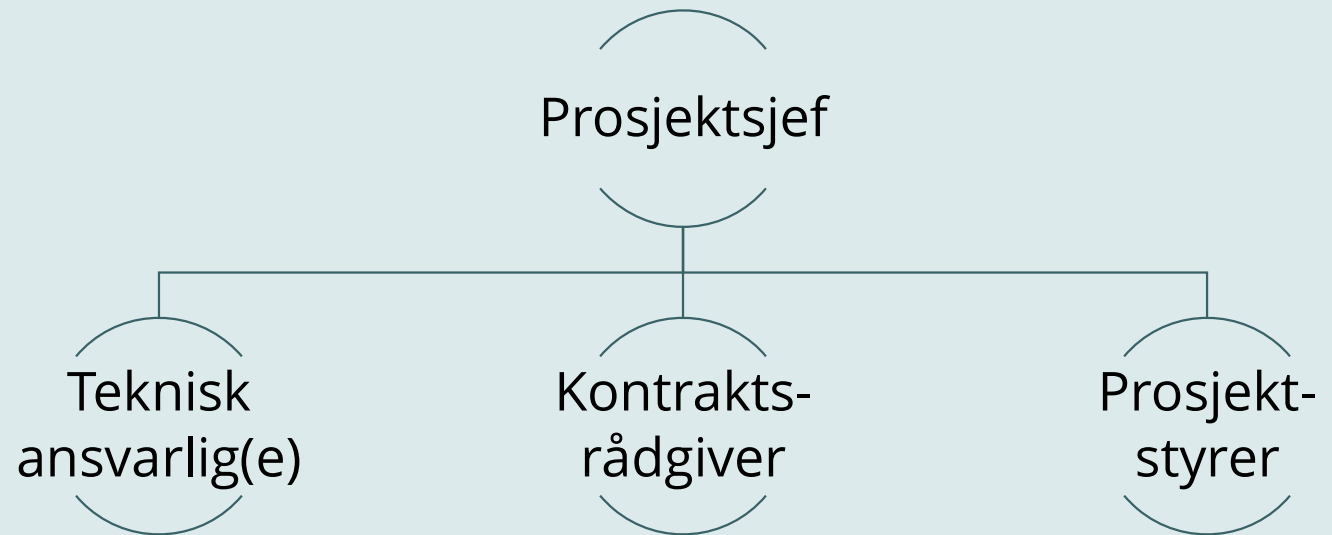 Prosjektsjef
Teknisk
ansvarlig(e)
Kontrakts-
rådgiver
Prosjekt-
styrer